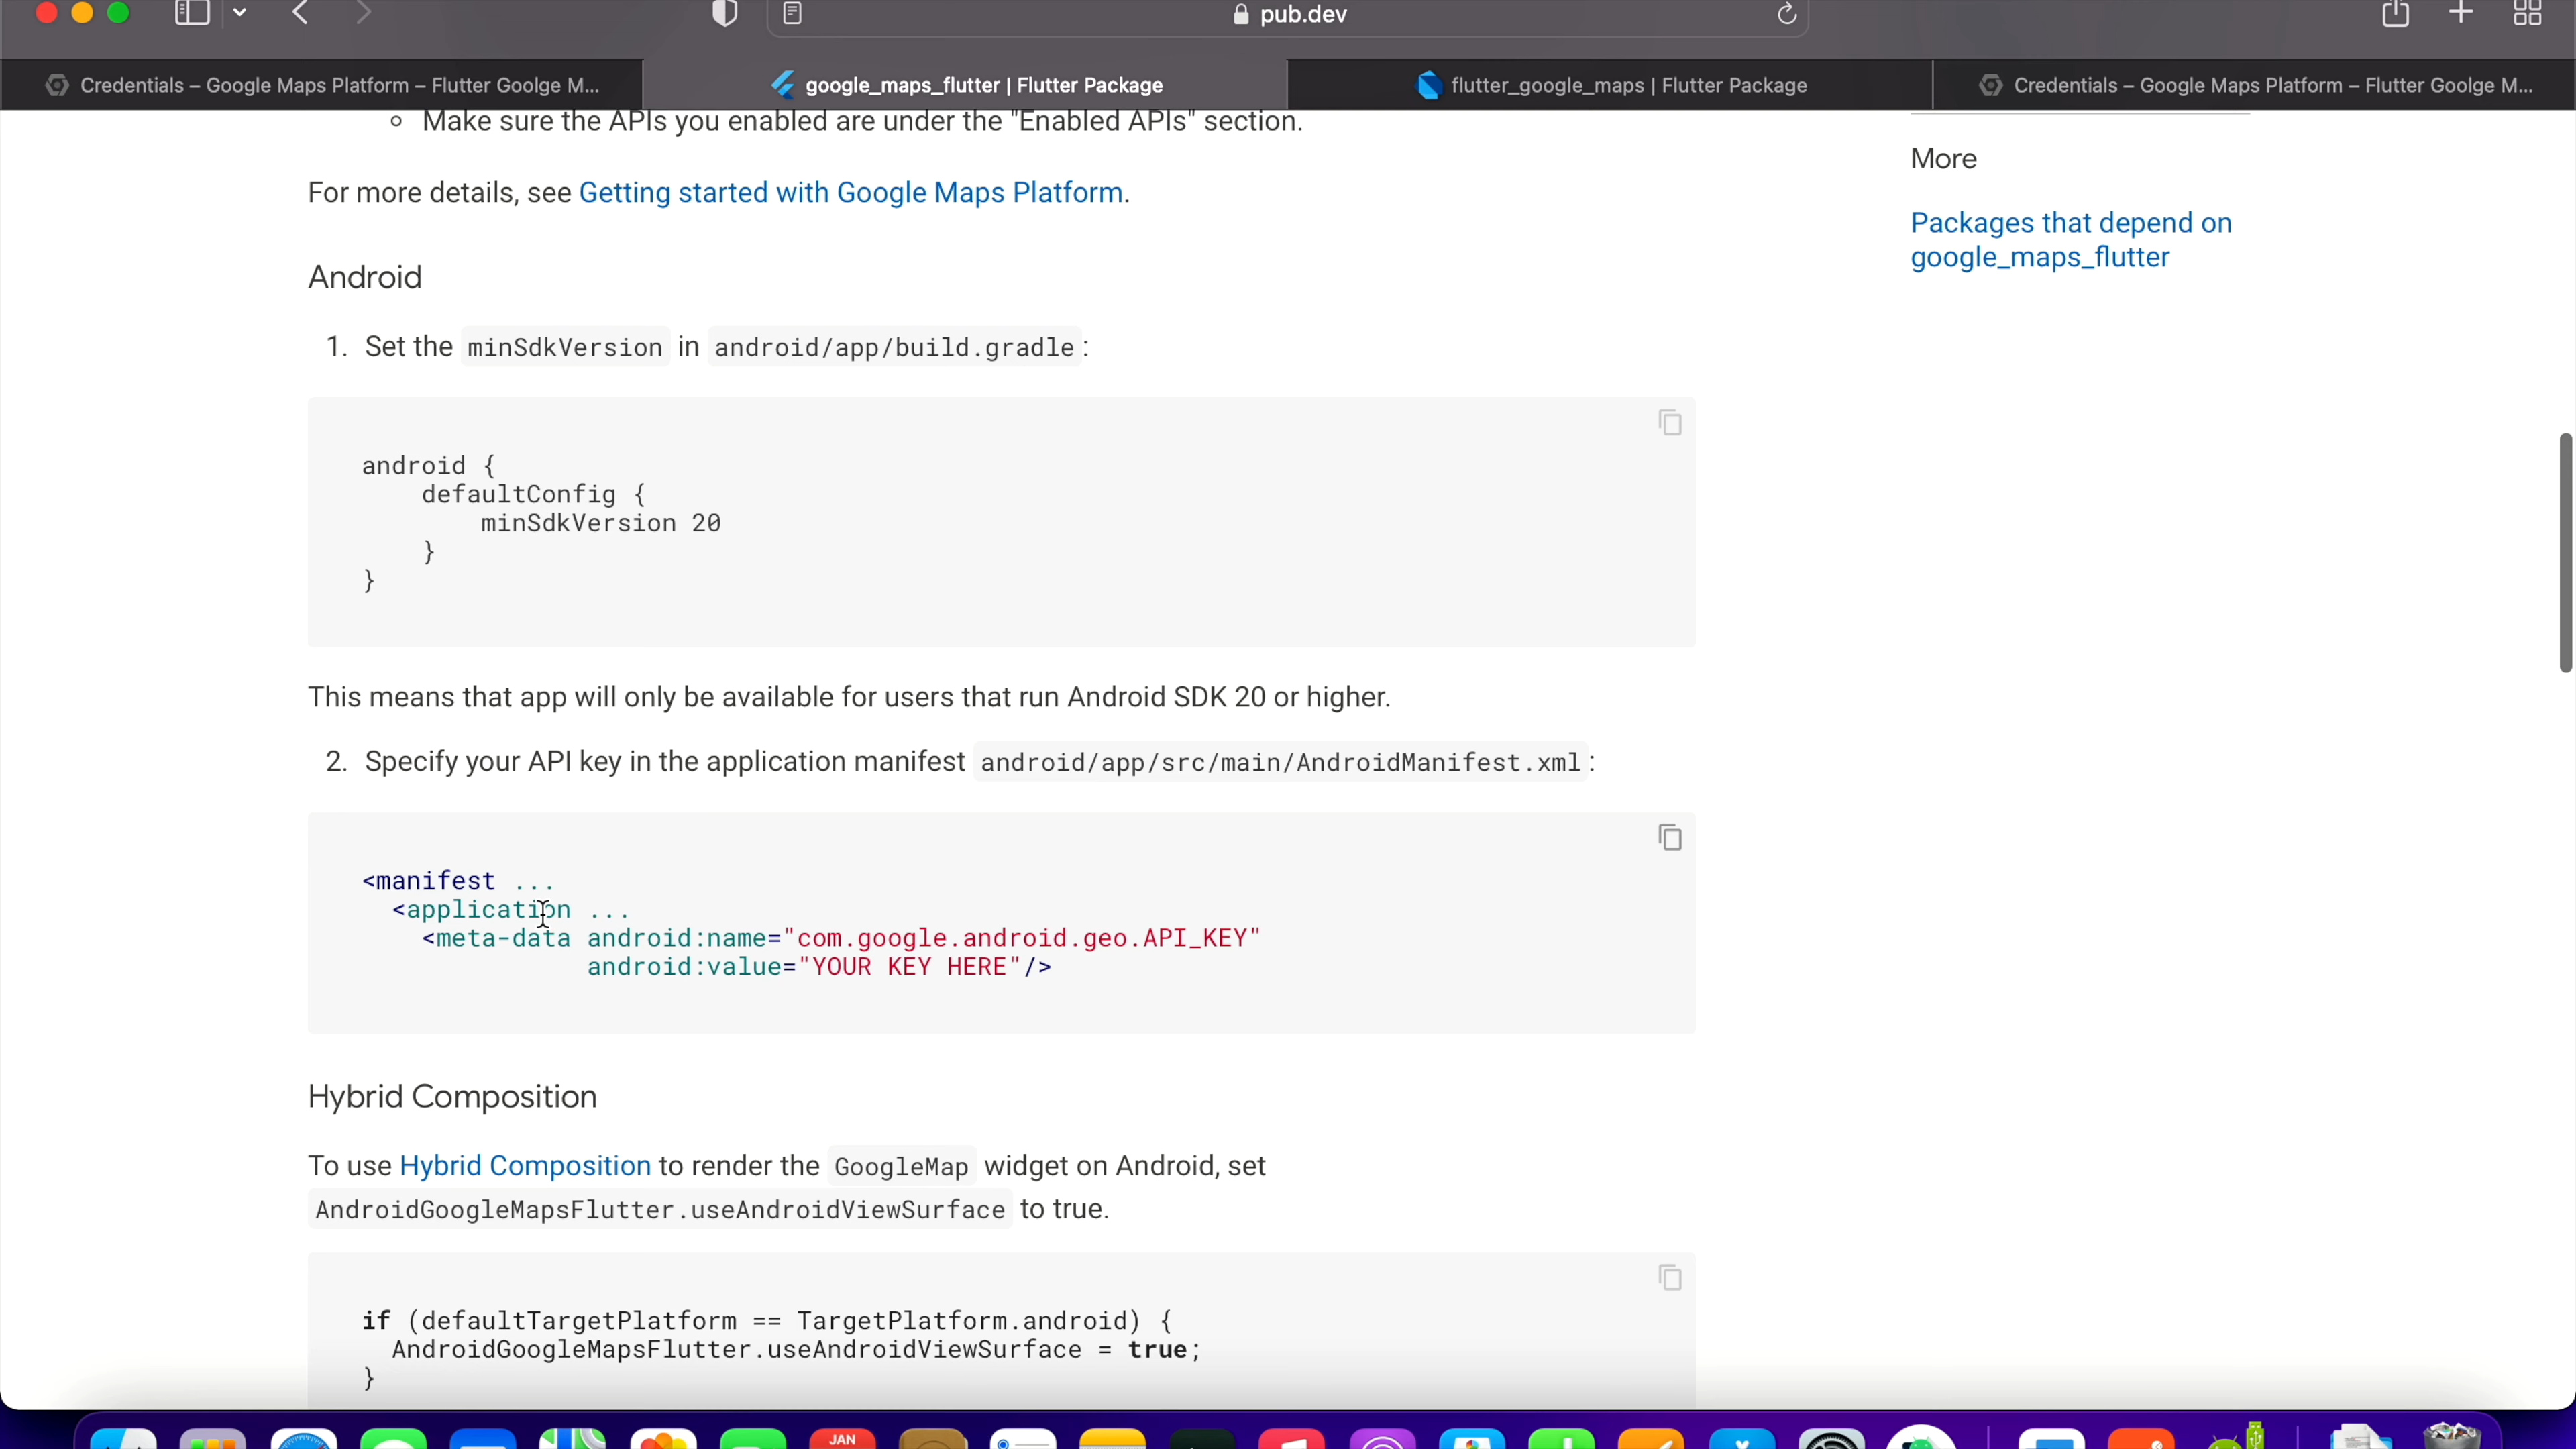 pub.dev
Credentials – Google Maps Platform – Flutter Goolge M...
google_maps_flutter | Flutter Package
flutter_google_maps | Flutter Package
Credentials – Google Maps Platform – Flutter Goolge M...
Make sure the APIs you enabled are under the "Enabled APIs" section.
For more details, see Getting started with Google Maps Platform.
Android
1. Set the minSdkVersion in android/app/build.gradle:
android {
defaultConfig {
minSdkVersion 20
}
}
This means that app will only be available for users that run Android SDK 20 or higher.
2. Specify your API key in the application manifest android/app/src/main/AndroidManifest.xml:
<manifest ...
<application ...
<meta-data android:name="com.google.android.geo.API_KEY"
android:value="YOUR KEY HERE"/>
Hybrid Composition
To use Hybrid Composition to render the GoogleMap widget on Android, set
AndroidGoogleMapsFlutter.useAndroidViewSurface to true.
if (defaultTargetPlatform == TargetPlatform.android) {
AndroidGoogleMapsFlutter.useAndroidViewSurface = true;
}
More
Packages that depend on
google_maps_flutter
JAN